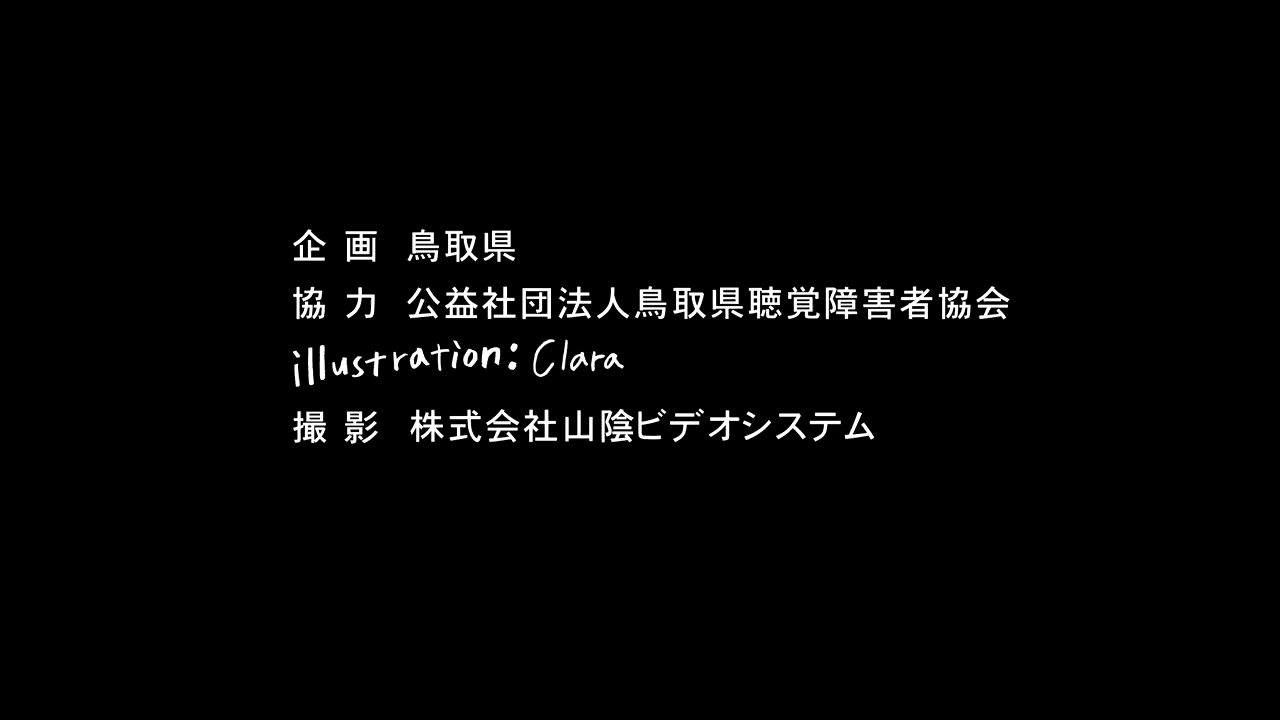 企 画 鳥取県
協 力 公益社団法人鳥取県聴覚障害者協会
illustration: Clara
撮 影 株式会社山陰ビデオシステム